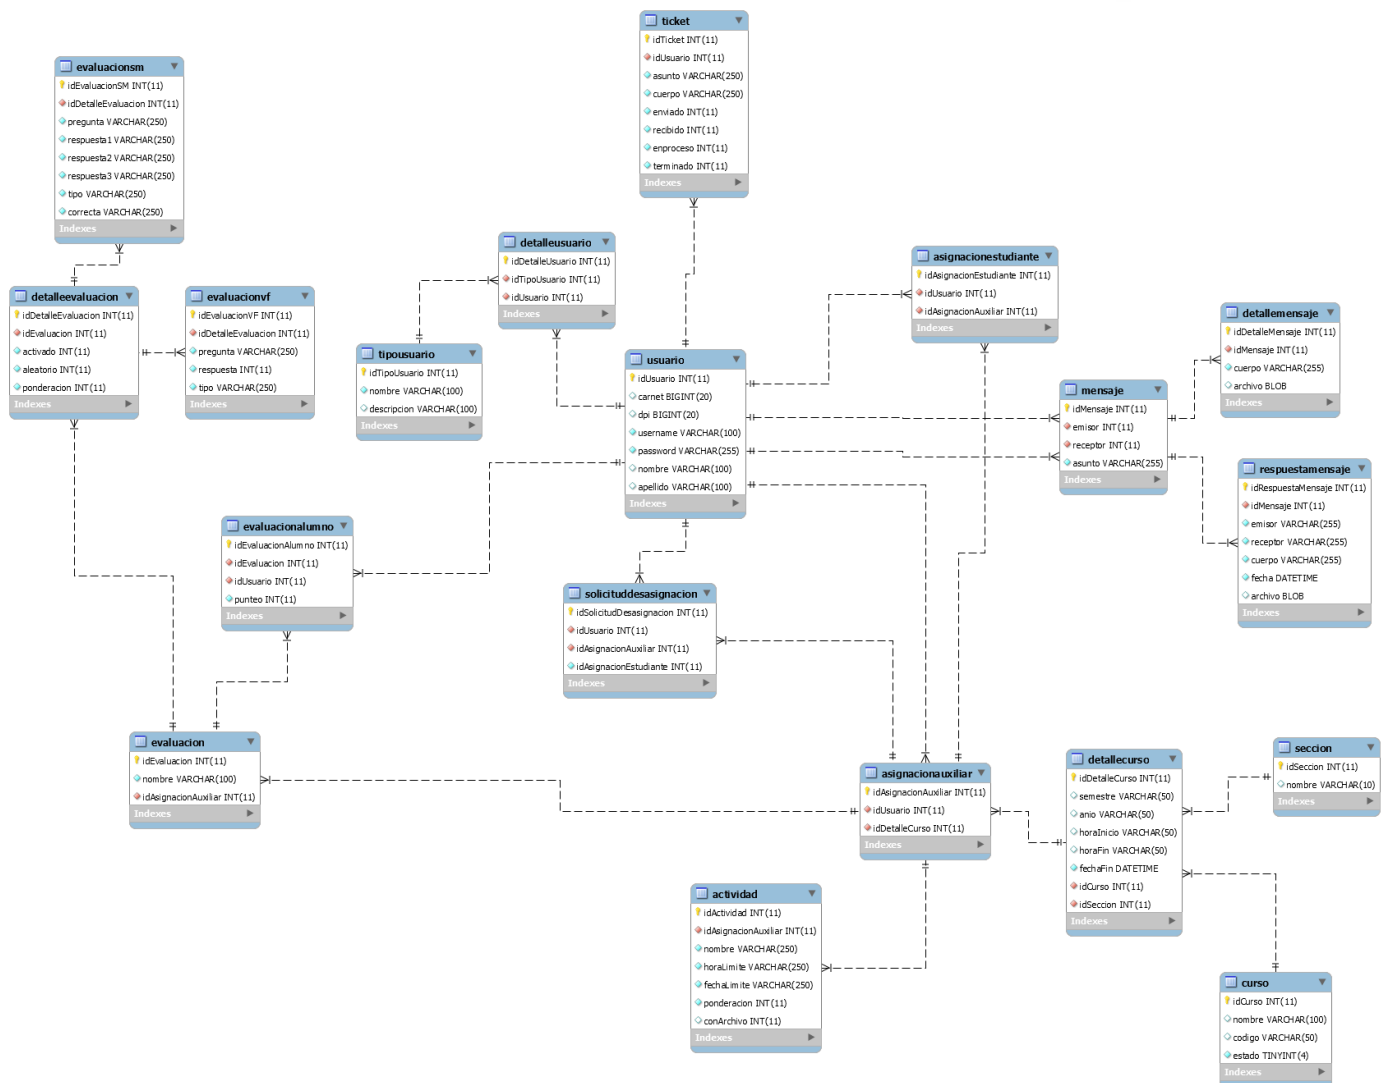 ticket
idTicket INT(11)
idUsuario INT(11)
asunto VARCHAR(250)
cuerpo VARCHAR(250)
enviado INT(11)
recibido INT(11)
enproceso INT(11)
terminado INT(11)
Indexes
evaluacionsm
idEvaluacionSM INT(11)
idDetalleEvaluacion INT(11)
pregunta VARCHAR(250)
respuesta1 VARCHAR(250)
respuesta2 VARCHAR(250)
respuesta3 VARCHAR(250)
tipo VARCHAR(250)
correcta VARCHAR(250)
Indexes
detalleusuario
idDetalleUsuario INT(11)
idTipoUsuario INT(11)
idUsuario INT(11)
Indexes
asignacionestudiante
idAsignacionEstudiante INT(11)
idUsuario INT(11)
idAsignacionAuxiliar INT(11)
Indexes
detalleevaluacion
idDetalleEvaluacion INT(11)
idEvaluacion INT(11)
activado INT(11)
aleatorio INT(11)
ponderacion INT(11)
Indexes
evaluacionvf
idEvaluacionVF INT(11)
idDetalleEvaluacion INT(11)
pregunta VARCHAR(250)
respuesta INT(11)
tipo VARCHAR(250)
Indexes
tipousuario
idTipoUsuario INT(11)
nombre VARCHAR(100)
descripcion VARCHAR(100)
Indexes
usuario
idUsuario INT(11)
carnet BIGINT(20)
dpi BIGINT(20)
username VARCHAR(100)
password VARCHAR(255)
nombre VARCHAR(100)
apellido VARCHAR(100)
Indexes
mensaje
idMensaje INT(11)
emisor INT(11)
receptor INT(11)
asunto VARCHAR(255)
Indexes
detallemensaje
idDetalleMensaje INT(11)
idMensaje INT(11)
cuerpo VARCHAR(255)
archivo BLOB
Indexes
respuestamensaje
idRespuestaMensaje INT(11)
idMensaje INT(11)
emisor VARCHAR(255)
receptor VARCHAR(255)
cuerpo VARCHAR(255)
fecha DATETIME
archivo BLOB
Indexes
evaluacionalumno
idEvaluacionAlumno INT(11)
idEvaluacion INT(11)
idUsuario INT(11)
punteo INT(11)
Indexes
solicituddesasignacion
idSolicitudDesasignacion INT(11)
idUsuario INT(11)
idAsignacionAuxiliar INT(11)
idAsignacionEstudiante INT(11)
Indexes
evaluacion
idEvaluacion INT(11)
nombre VARCHAR(100)
idAsignacionAuxiliar INT(11)
Indexes
asignacionauxiliar
idAsignacionAuxiliar INT(11)
idUsuario INT(11)
idDetalleCurso INT(11)
Indexes
detallecurso
idDetalleCurso INT(11)
semestre VARCHAR(50)
anio VARCHAR(50)
horaInicio VARCHAR(50)
horaFin VARCHAR(50)
fechaFin DATETIME
idCurso INT(11)
idSeccion INT(11)
Indexes
seccion
idSeccion INT(11)
nombre VARCHAR(10)
Indexes
actividad
idActividad INT(11)
idAsignacionAuxiliar INT(11)
nombre VARCHAR(250)
horaLimite VARCHAR(250)
fechaLimite VARCHAR(250)
ponderacion INT(11)
conArchivo INT(11)
Indexes
curso
idCurso INT(11)
nombre VARCHAR(100)
codigo VARCHAR(50)
estado TINYINT(4)
Indexes